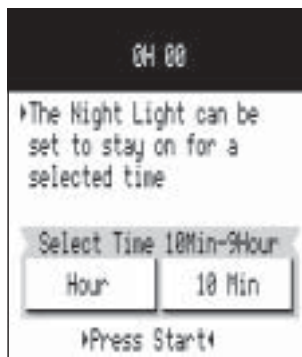 0H 00
The Night Light can be
set to stay on for a
selected time
Select Time 10Min-9Hour
Hour 10 Min
Press Start